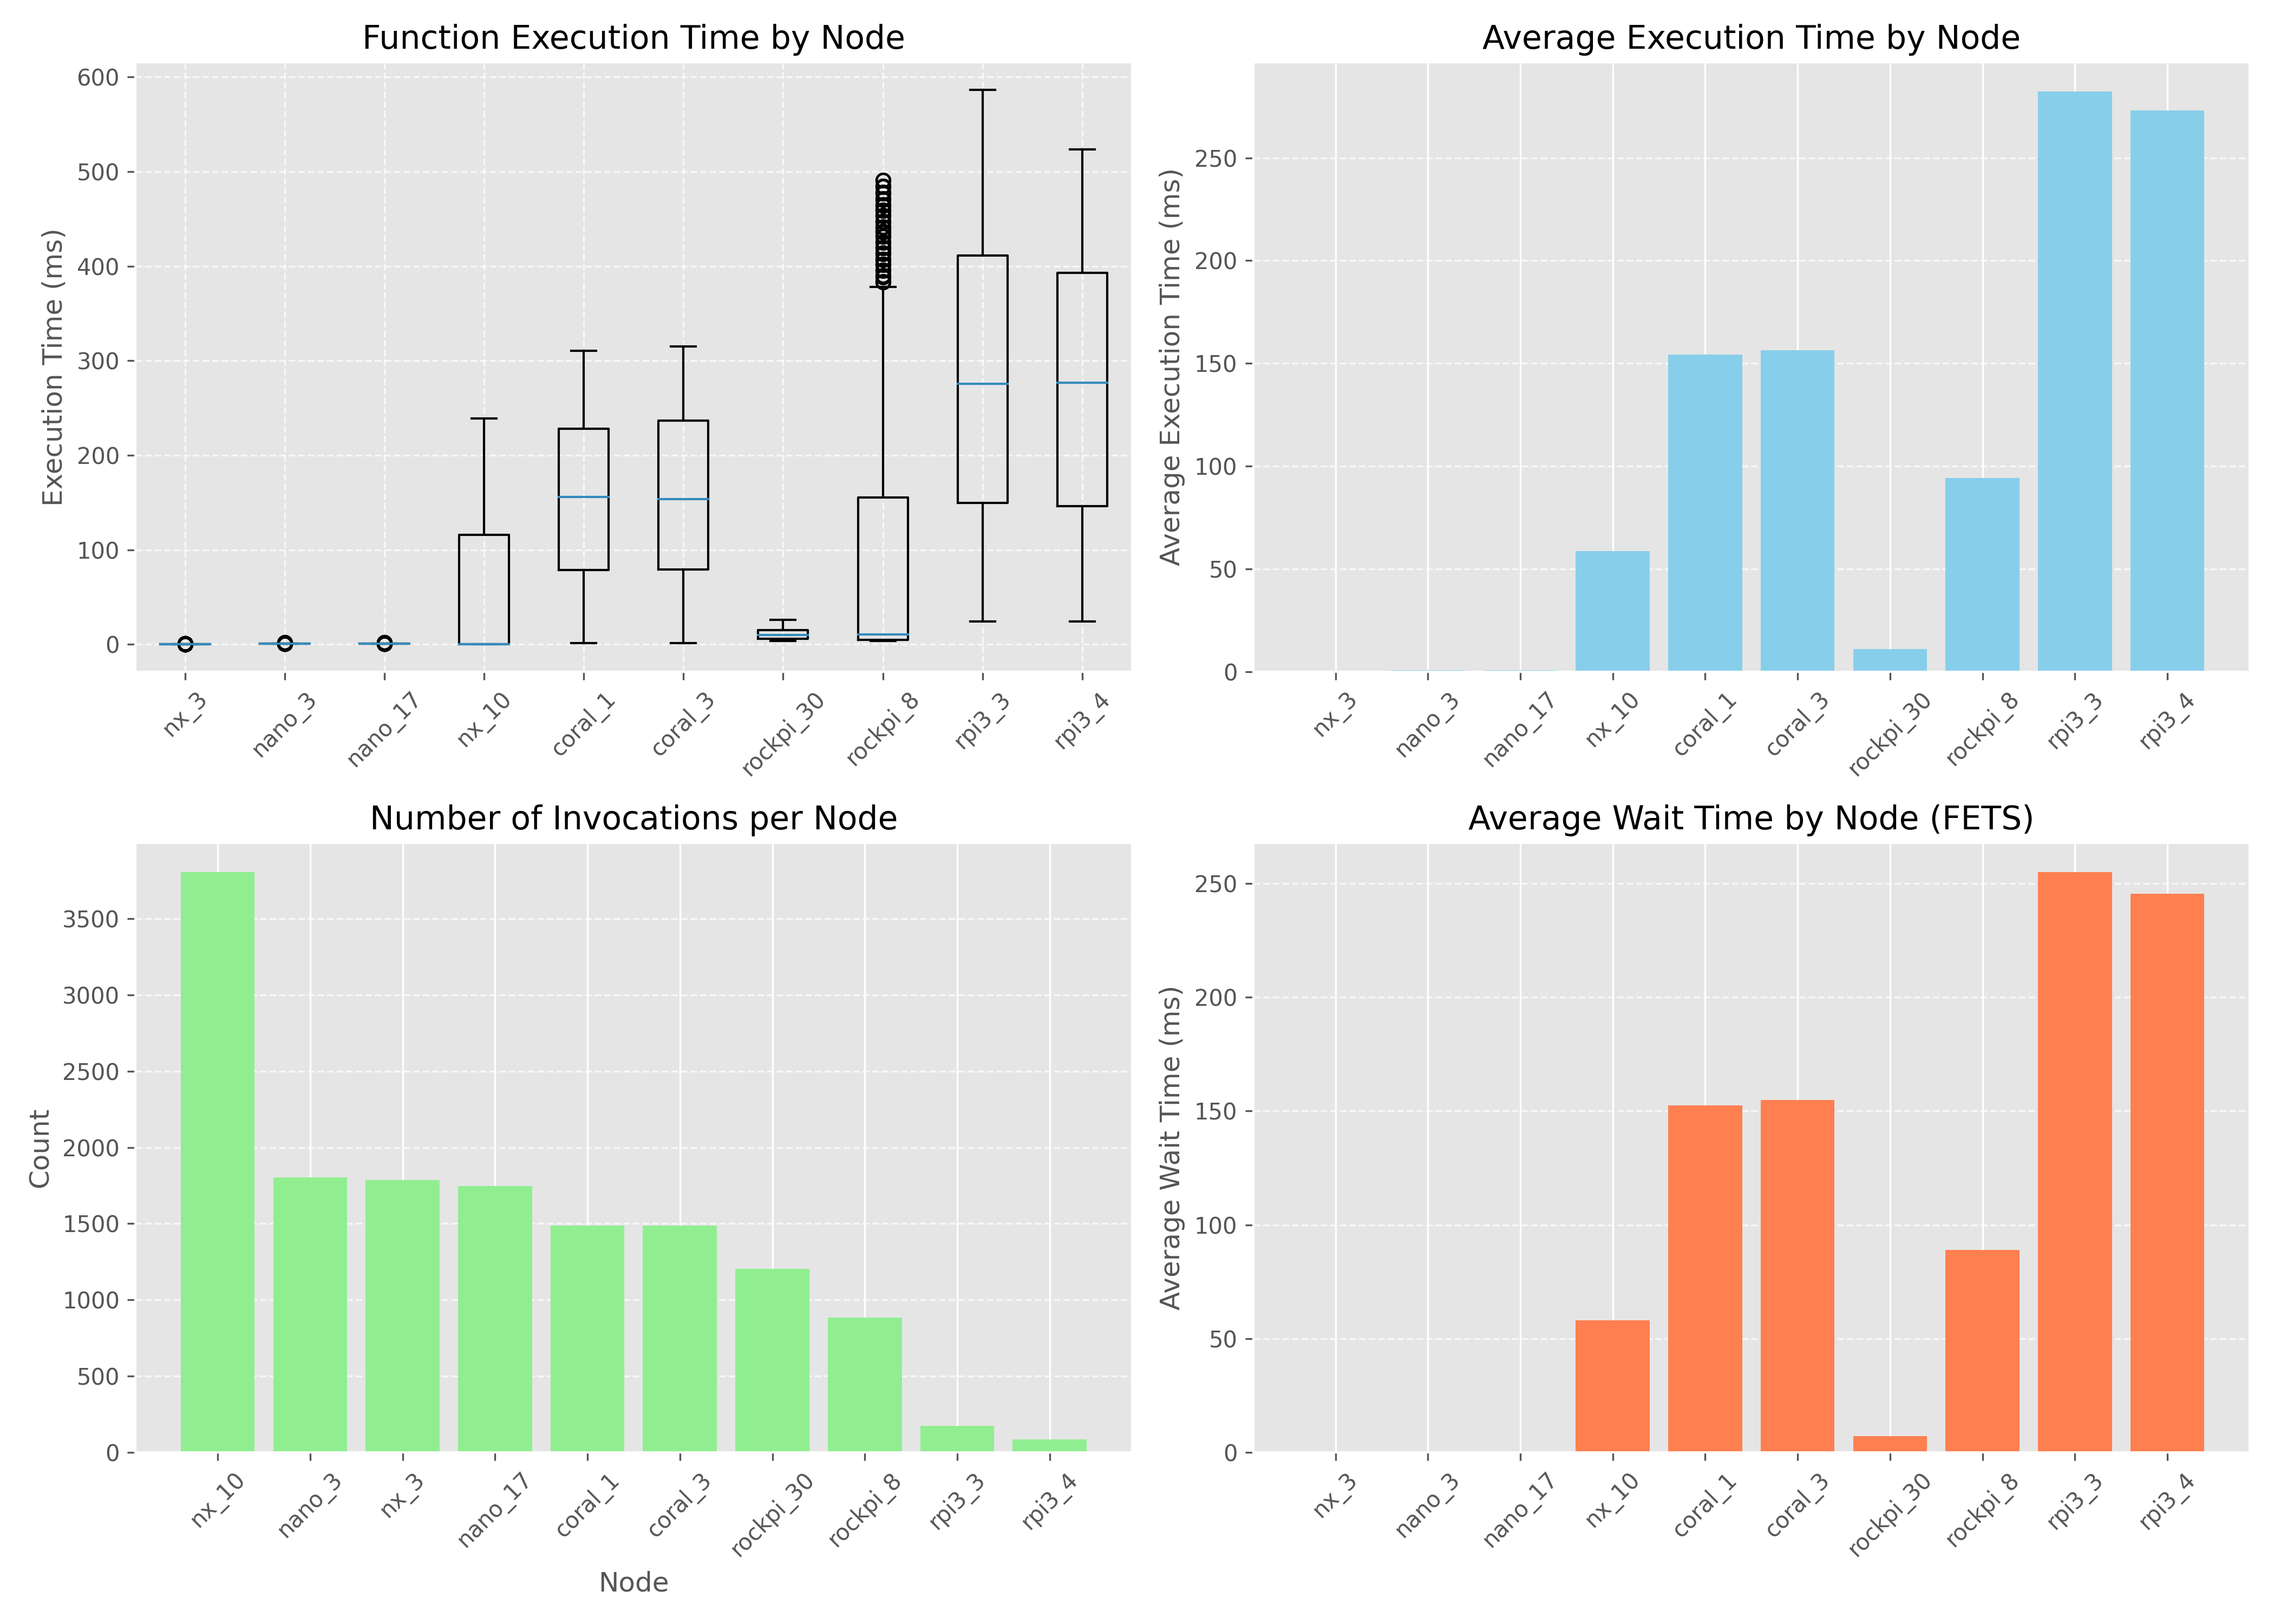 Function Execution Time by Node
Execution Time (ms)
600
500
400
300
200
100
0
nx_3
nano_3
nano_17
nx_10
coral_1
coral_3
rockpi_30
rockpi_8
rpi3_3
rpi3_4
Average Execution Time by Node
Average Execution Time (ms)
250
200
150
100
50
0
nx_3
nano_3
nano_17
nx_10
coral_1
coral_3
rockpi_30
rockpi_8
rpi3_3
rpi3_4
Number of Invocations per Node
Count
3500
3000
2500
2000
1500
1000
500
0
nx_10
nano_3
nx_3
nano_17
coral_1
coral_3
rockpi_30
rockpi_8
rpi3_3
rpi3_4
Node
Average Wait Time by Node (FETS)
Average Wait Time (ms)
250
200
150
100
50
0
nx_3
nano_3
nano_17
nx_10
coral_1
coral_3
rockpi_30
rockpi_8
rpi3_3
rpi3_4